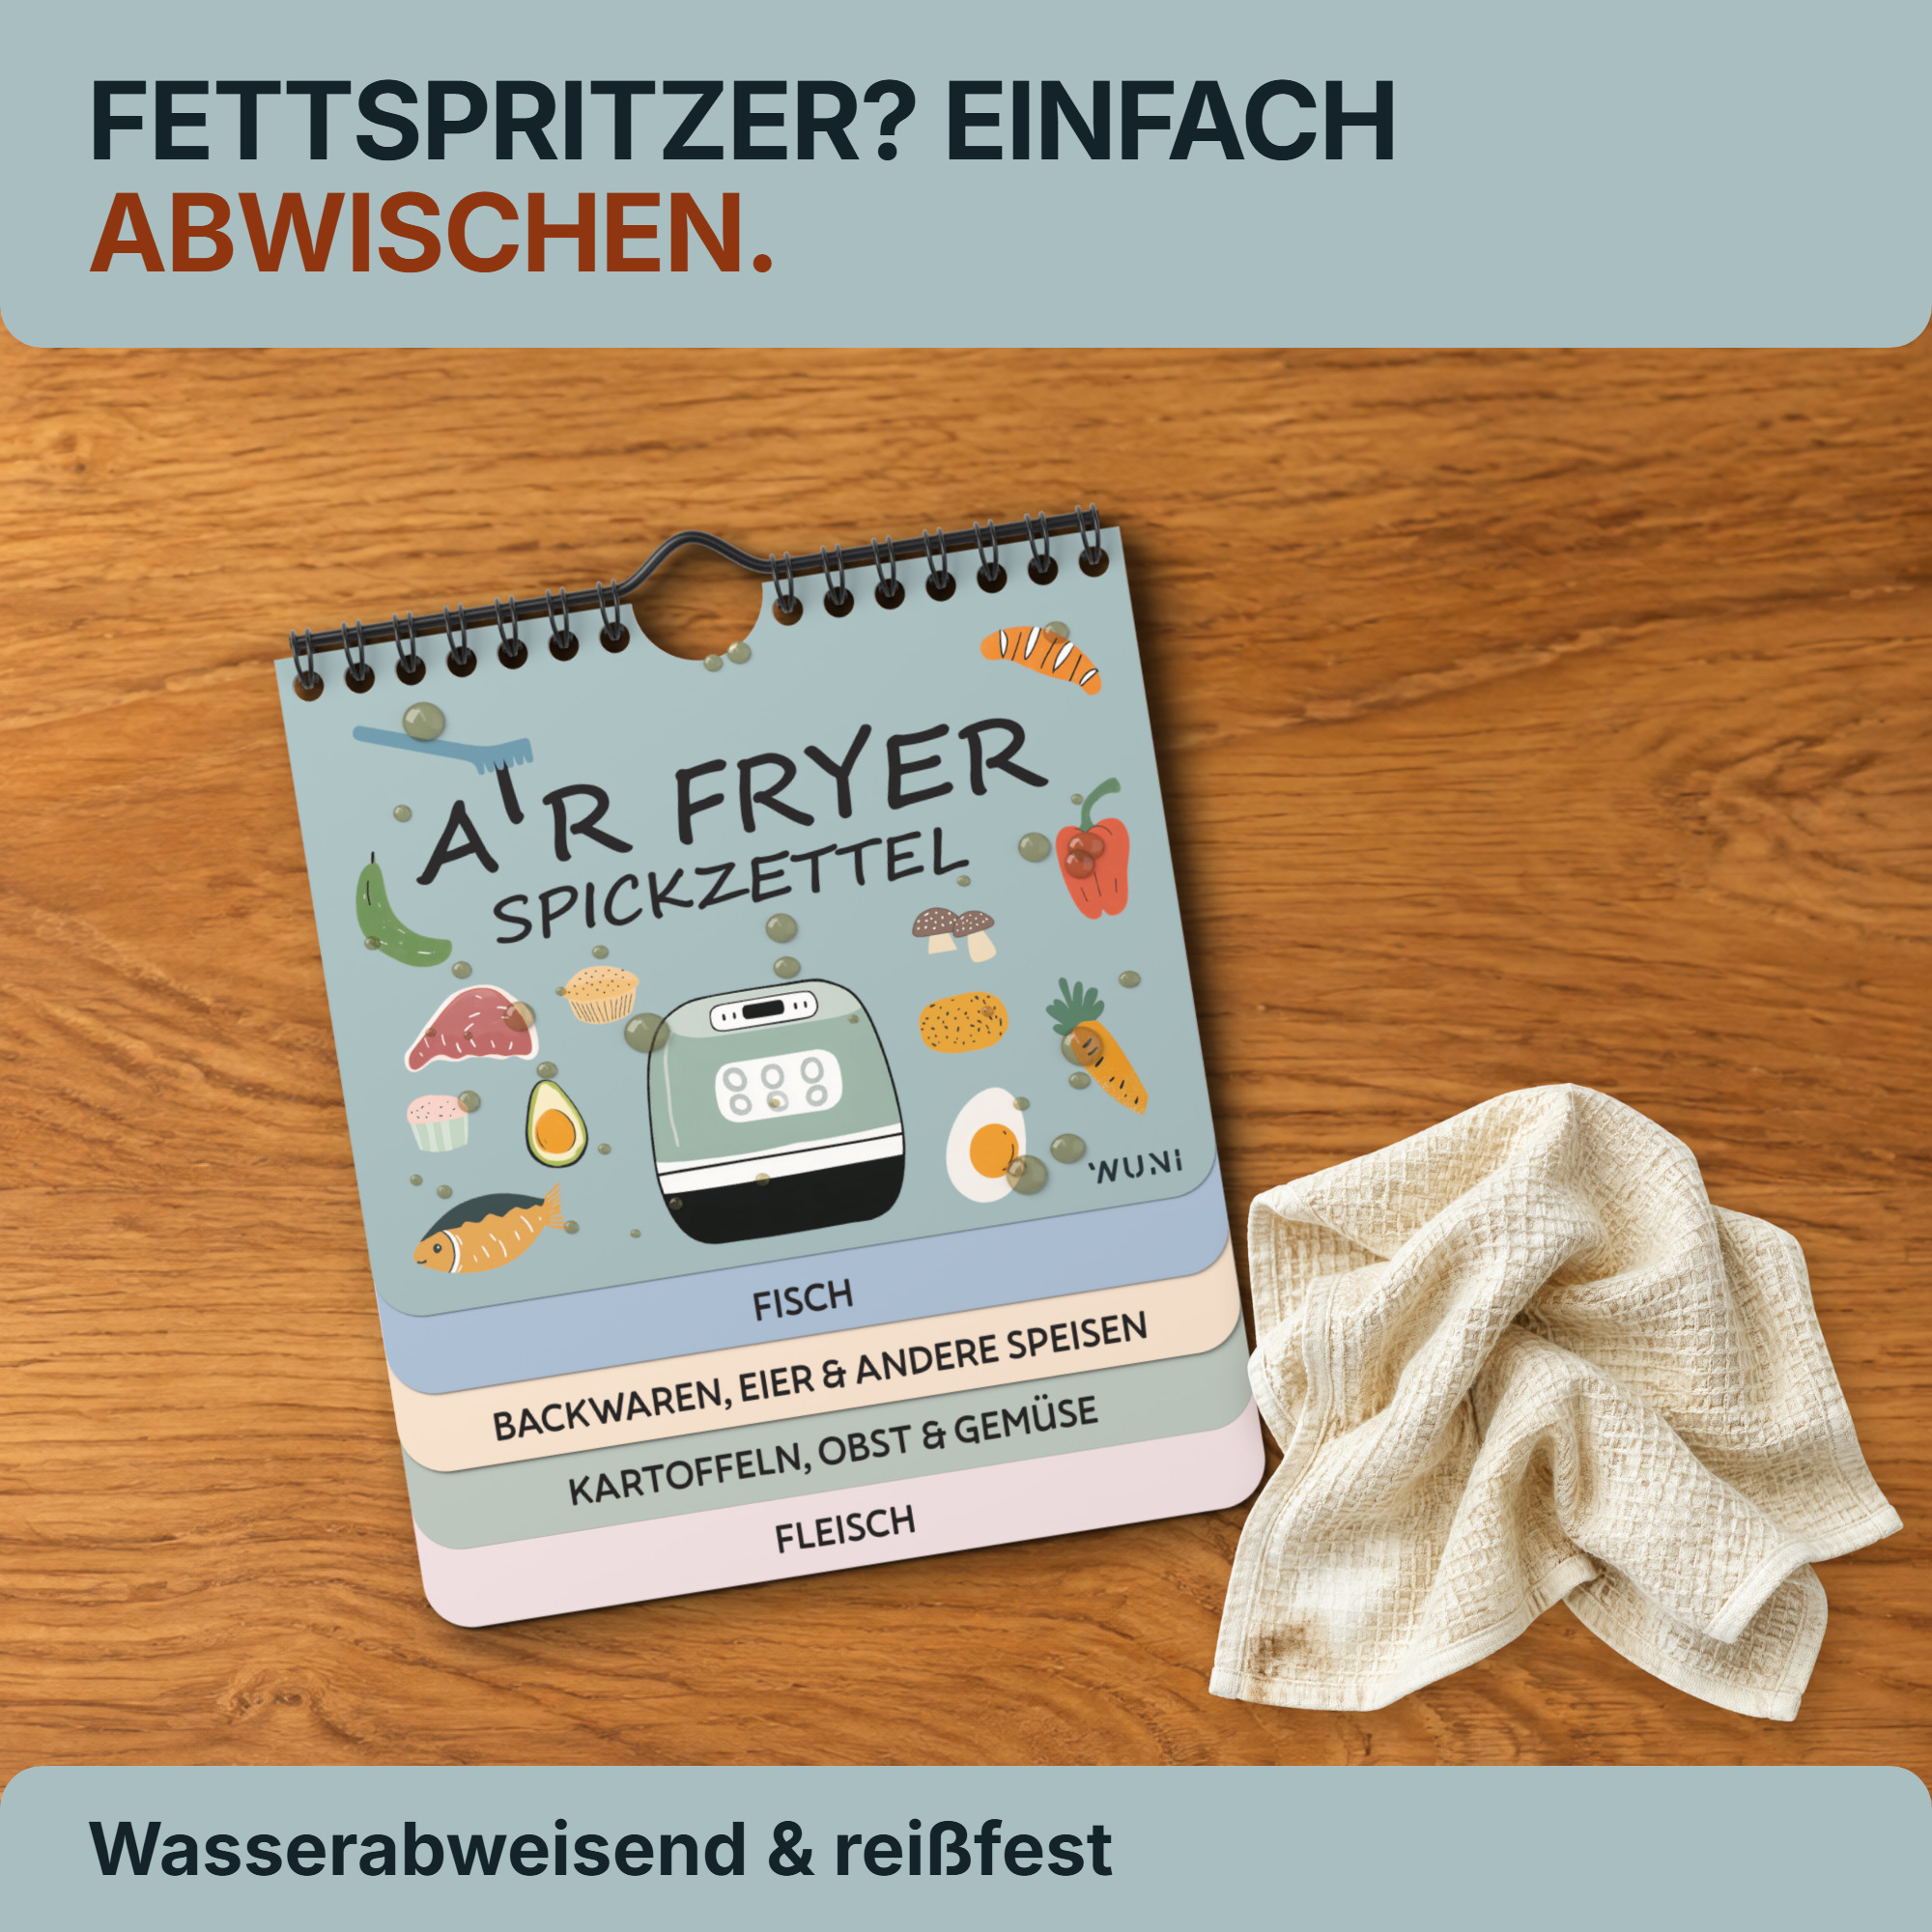 FETTSPRITZER? EINFACH
ABWISCHEN.
AIR FRYER
SPICKZETTEL
WUNI
FISCH
BACKWAREN, EIER & ANDERE SPEISEN
KARTOFFELN, OBST & GEMÜSE
FLEISCH
Wasserabweisend & reißfest